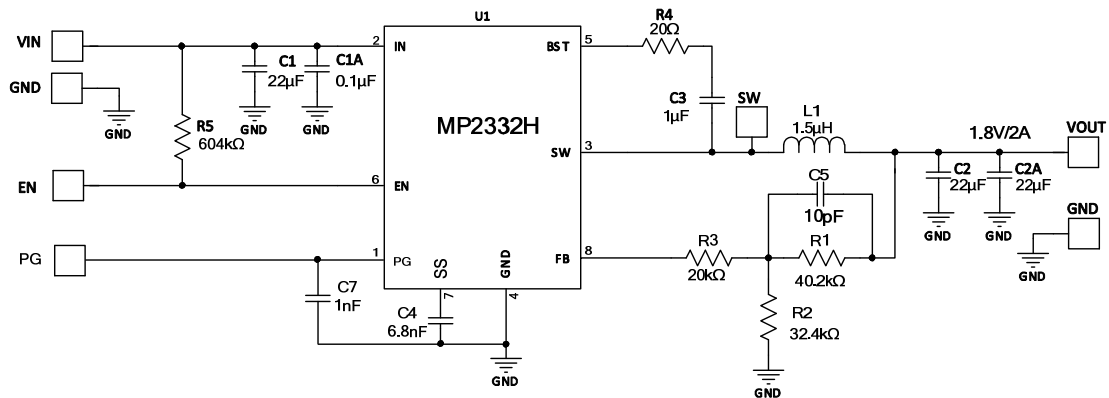 U1
VIN
2
IN
BST
5
R4
20Ω
GND
GND
C1
22µF
GND
C1A
0.1µF
GND
R5
604kΩ
MP2332H
C3
1µF
SW
L1
1.5µH
1.8V/2A
VOUT
SW
3
C2
22µF
GND
C2A
22µF
GND
GND
GND
EN
6
EN
C5
10pF
PG
1
PG
SS
7
GND
4
FB
8
R3
20kΩ
R1
40.2kΩ
C7
1nF
C4
6.8nF
R2
32.4kΩ
GND
GND